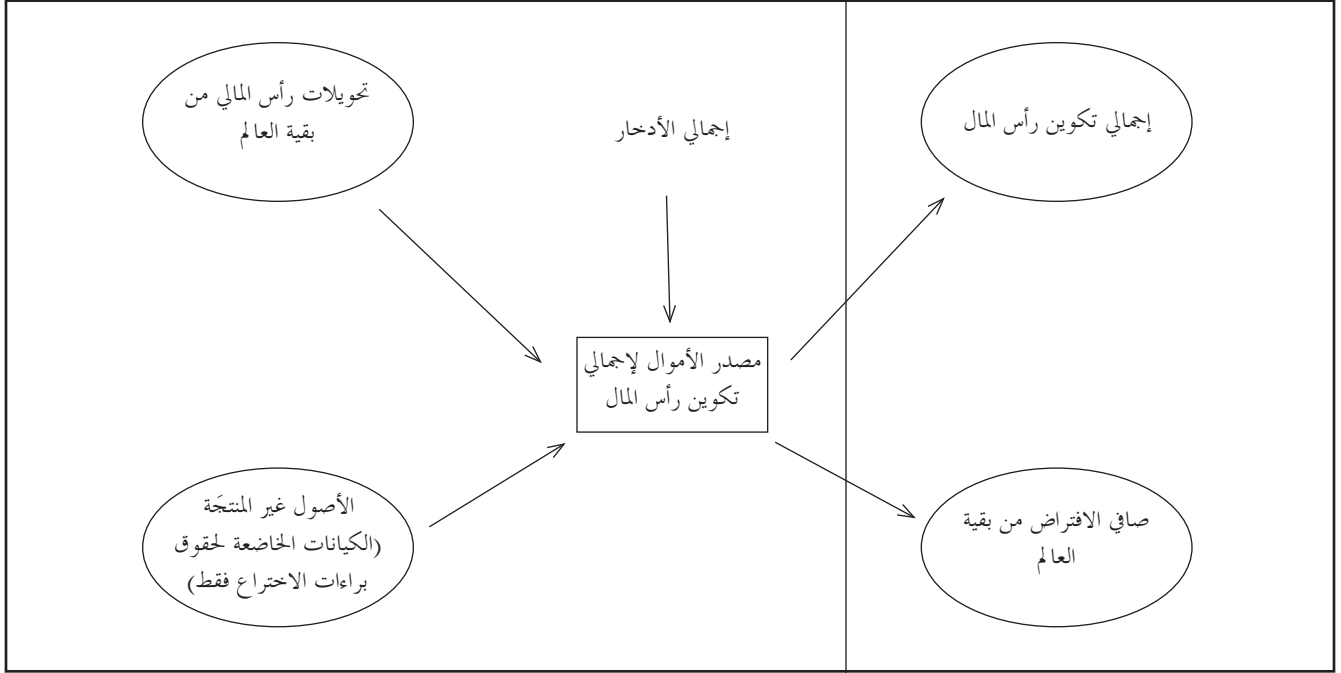 إجمالي تكوين رأس المال
إجمالي الأدخار
تحويلات رأس المالي من
بقية العالم
مصدر الأموال لإجمالي
تكوين رأس المال
صافي الافتراض من بقية
العالم
الأصول غير المنتجَة
(الكيانات الخاضعة لحقوق
براءات الاختراع فقط)